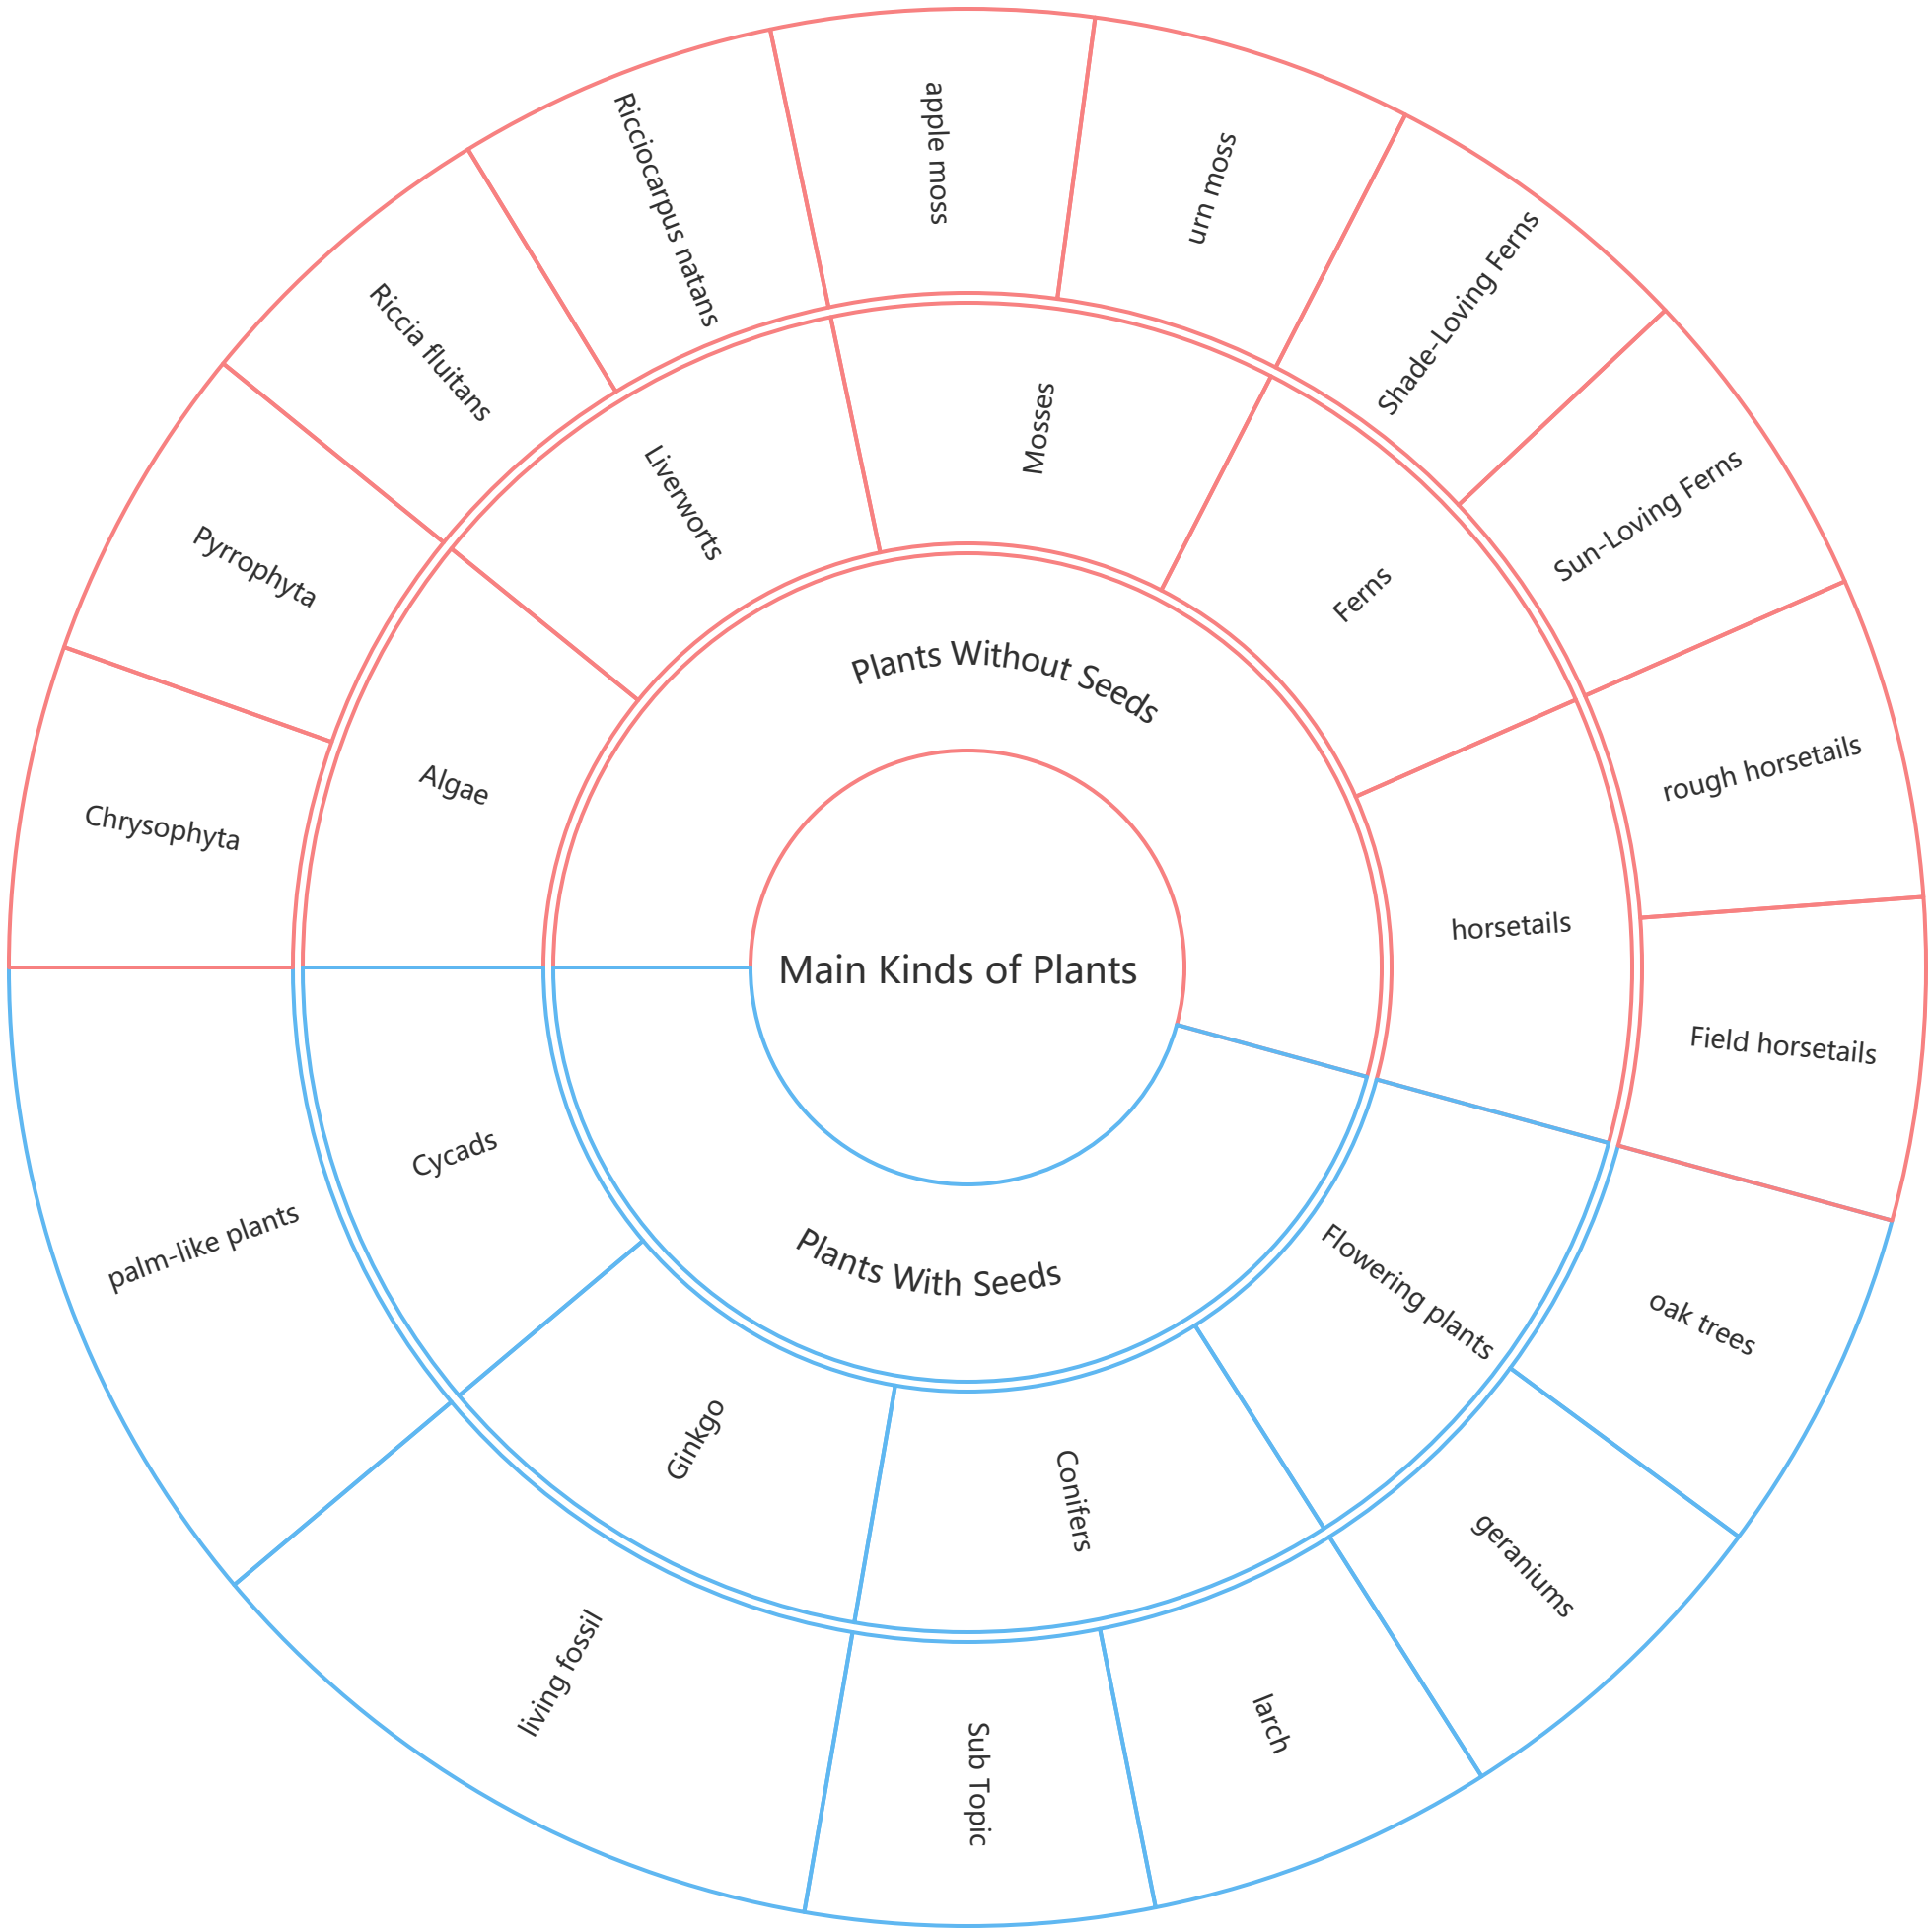 Main Kinds of Plants
Plants Without Seeds
Algae
Chrysophyta
Pyrrophyta
Liverworts
Riccia fluitans
Ricciocarpus natans
Mosses
apple moss
urn moss
Ferns
Shade-Loving Ferns
Sun-Loving Ferns
horsetails
rough horsetails
Field horsetails
Plants With Seeds
Flowering plants
oak trees
geraniums
Conifers
larch
Sub Topic
Ginkgo
living fossil
Cycads
palm-like plants